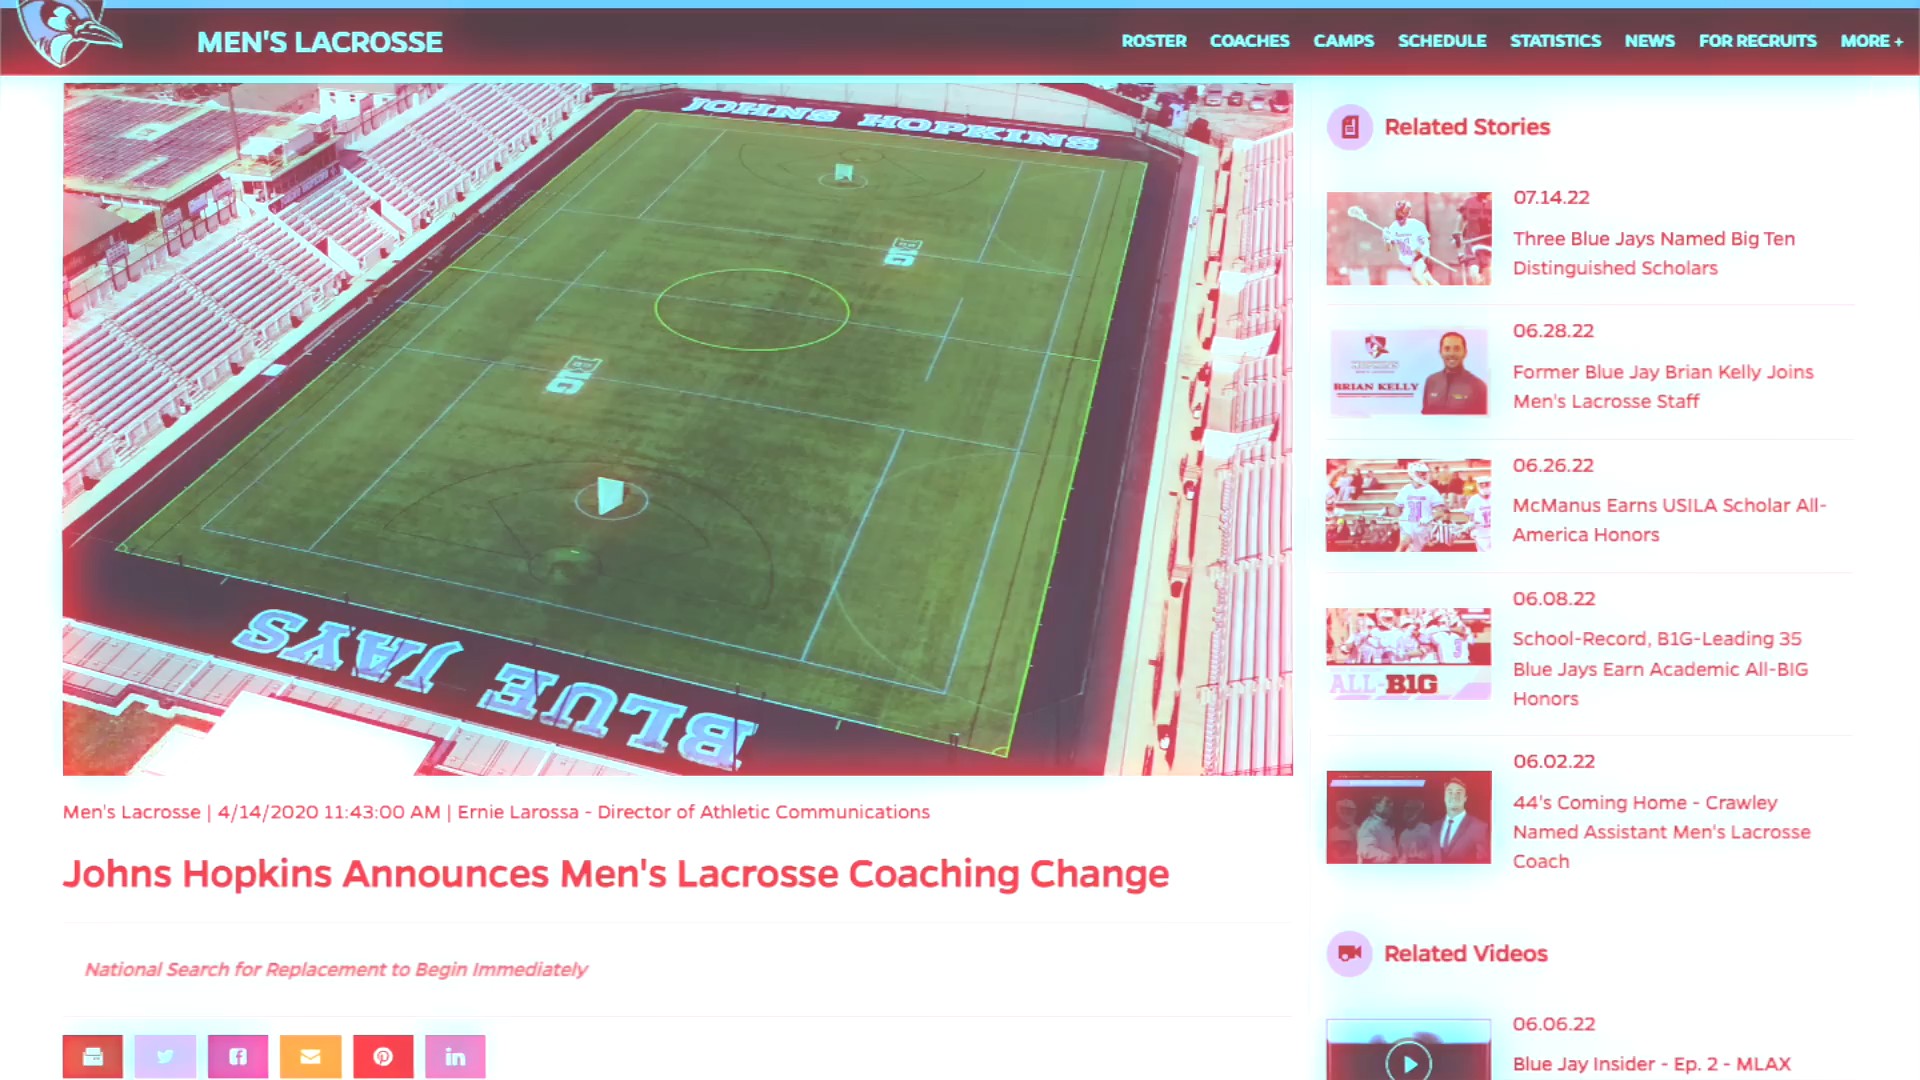 MEN'S LACROSSE
ROSTER COACHES CAMPS SCHEDULE STATISTICS NEWS FOR RECRUITS MORE +
JOHNS HOPKINS
B1G
B1G
BLUE JAYS
Men's Lacrosse | 4/14/2020 11:43:00 AM | Ernie Larossa - Director of Athletic Communications
Johns Hopkins Announces Men's Lacrosse Coaching Change
National Search for Replacement to Begin Immediately
Related Stories
07.14.22
Three Blue Jays Named Big Ten
Distinguished Scholars
BRIAN KELLY
06.28.22
Former Blue Jay Brian Kelly Joins
Men's Lacrosse Staff
06.26.22
McManus Earns USILA Scholar All-
America Honors
ALL-B1G
06.08.22
School-Record, B1G-Leading 35
Blue Jays Earn Academic All-BIG
Honors
06.02.22
44's Coming Home - Crawley
Named Assistant Men's Lacrosse
Coach
Related Videos
06.06.22
Blue Jay Insider - Ep. 2 - MLAX